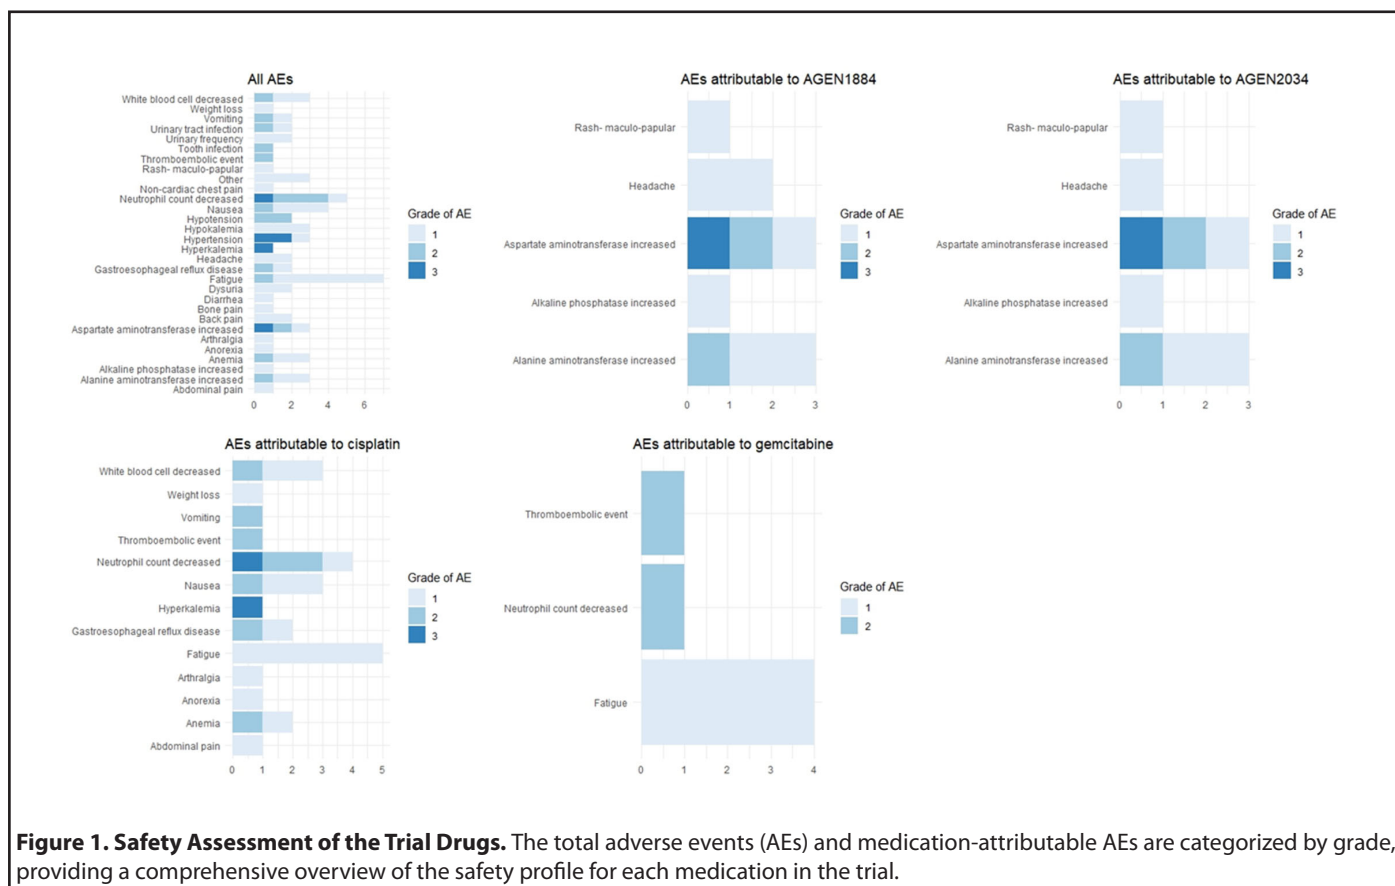 All AEs
White blood cell decreased
Weight loss
Vomiting
Urinary tract infection
Urinary frequency
Tooth infection
Thromboembolic event
Rash- maculo-papular
Other
Non-cardiac chest pain
Neutrophil count decreased
Nausea
Hypotension
Hypokalemia
Hypertension
Hyperkalemia
Headache
Gastroesophageal reflux disease
Fatigue
Dysuria
Diarrhea
Bone pain
Back pain
Aspartate aminotransferase increased
Arthralgia
Anorexia
Anemia
Alkaline phosphatase increased
Alanine aminotransferase increased
Abdominal pain
0 2 4 6
Grade of AE
1
2
3
AEs attributable to AGEN1884
Rash- maculo-papular
Headache
Aspartate aminotransferase increased
Alkaline phosphatase increased
Alanine aminotransferase increased
0 1 2 3
Grade of AE
1
2
3
AEs attributable to AGEN2034
Rash- maculo-papular
Headache
Aspartate aminotransferase increased
Alkaline phosphatase increased
Alanine aminotransferase increased
0 1 2 3
Grade of AE
1
2
3
AEs attributable to cisplatin
White blood cell decreased
Weight loss
Vomiting
Thromboembolic event
Neutrophil count decreased
Nausea
Hyperkalemia
Gastroesophageal reflux disease
Fatigue
Arthralgia
Anorexia
Anemia
Abdominal pain
0 1 2 3 4 5
Grade of AE
1
2
3
AEs attributable to gemcitabine
Thromboembolic event
Neutrophil count decreased
Fatigue
0 1 2 3 4
Grade of AE
1
2
Figure 1. Safety Assessment of the Trial Drugs. The total adverse events (AEs) and medication-attributable AEs are categorized by grade,
providing a comprehensive overview of the safety profile for each medication in the trial.